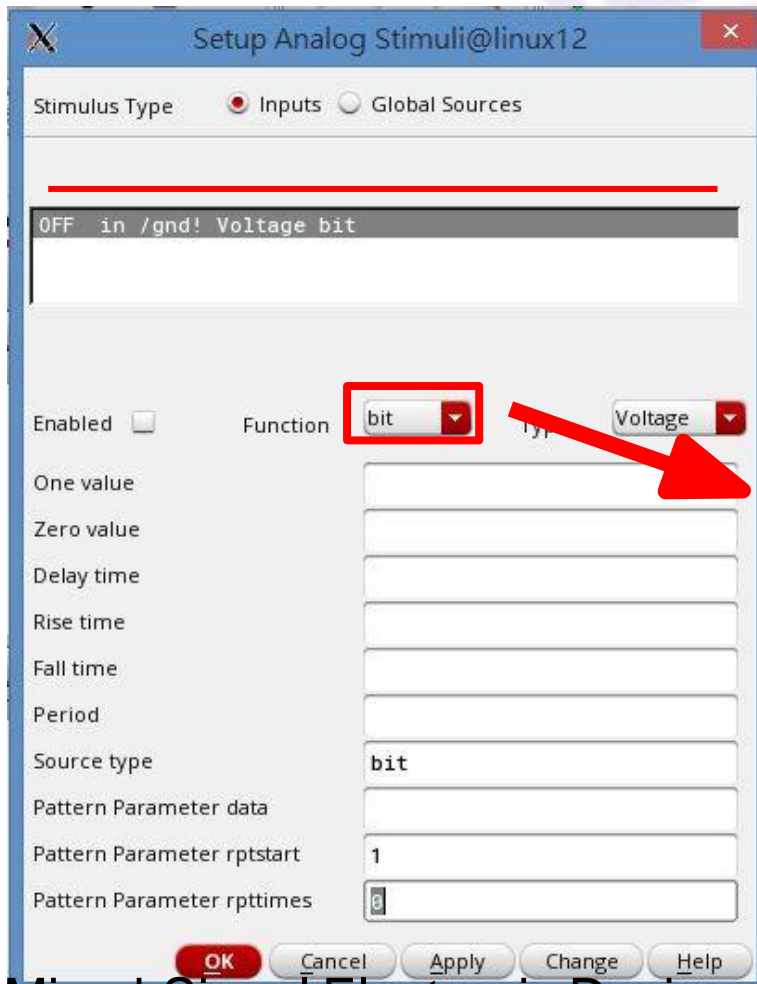 Setup Analog Stimuli@linux12
Stimulus Type Inputs Global Sources
OFF in /gnd! Voltage bit
Enabled Function bit Voltage
One value
Zero value
Delay time
Rise time
Fall time
Period
Source type bit
Pattern Parameter data
Pattern Parameter rptstart 1
Pattern Parameter rpttimes 0
OK Cancel Apply Change Help